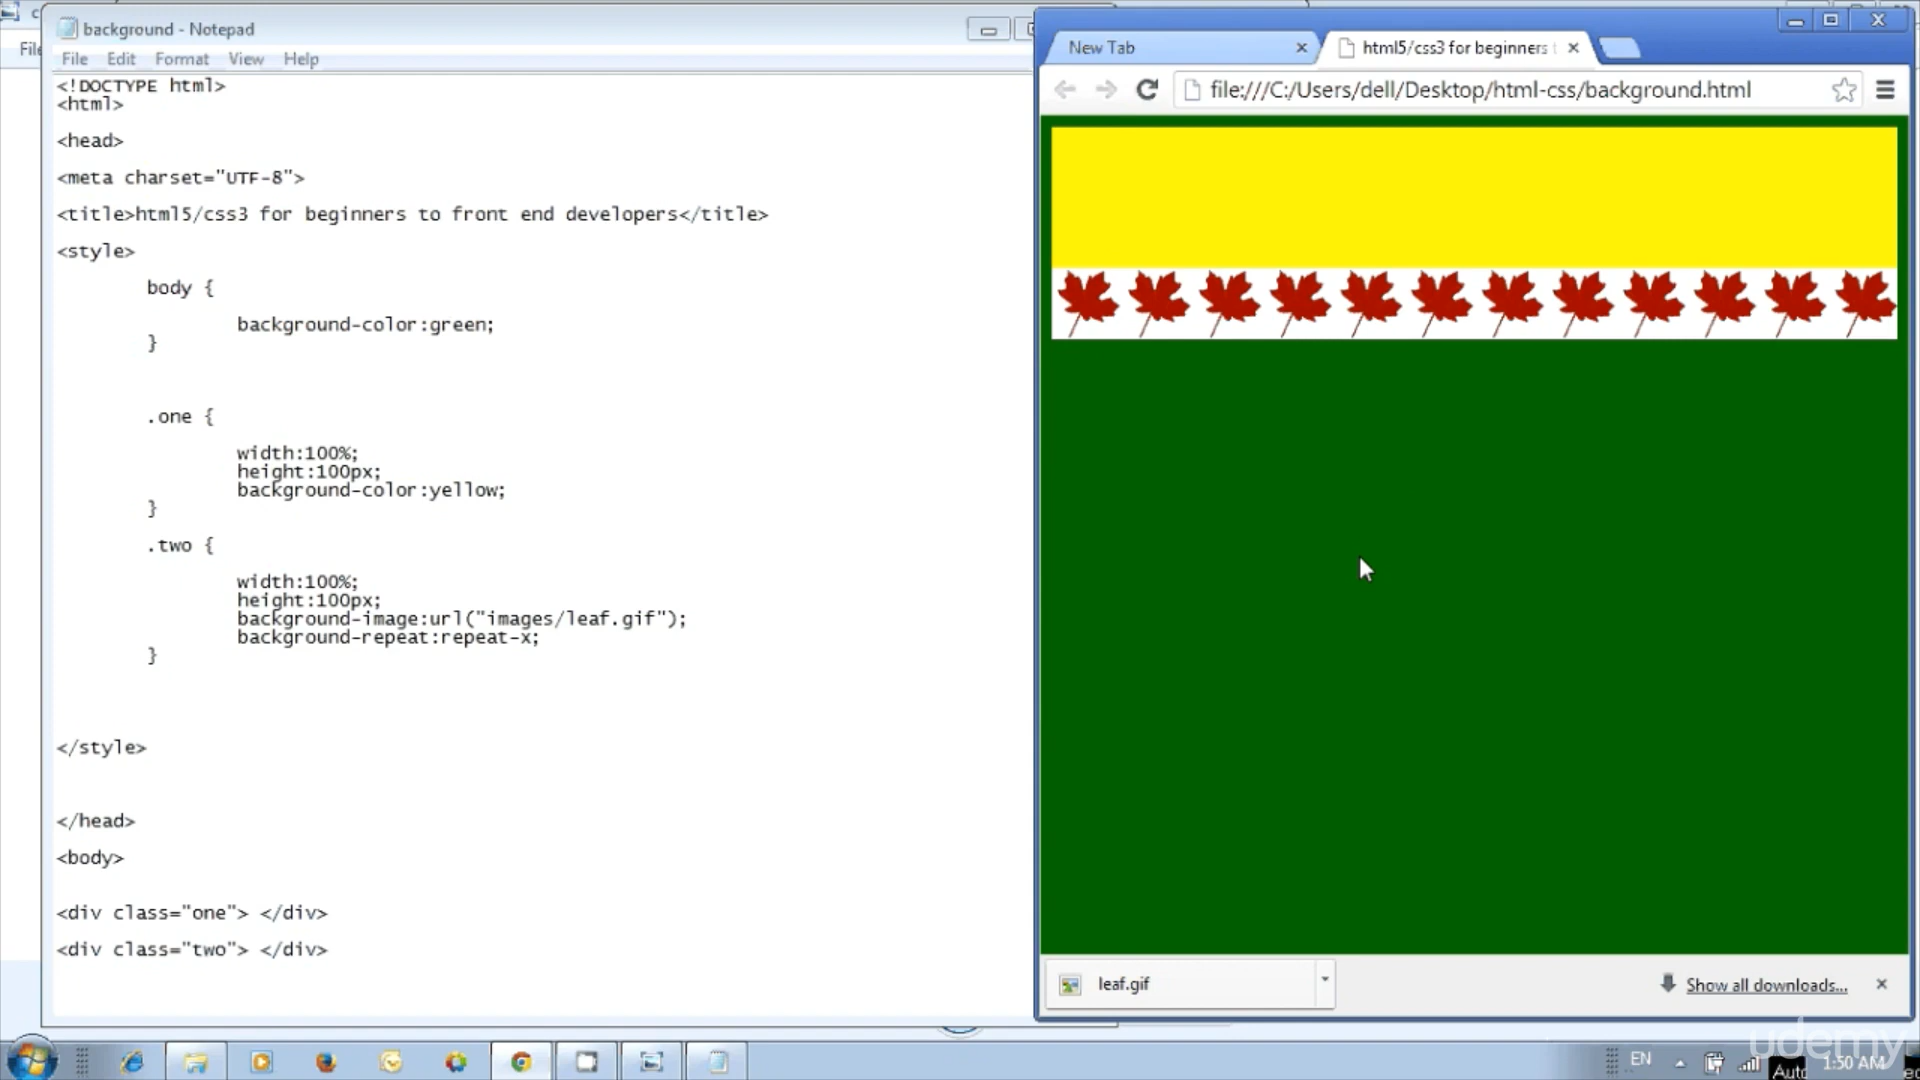 background - Notepad
File Edit Format View Help
<!DOCTYPE html>
<html>
<head>
<meta charset="UTF-8">
<title>html5/css3 for beginners to front end developers</title>
<style>
body {
background-color:green;
}
.one {
width:100%;
height:100px;
background-color:yellow;
}
.two {
width:100%;
height:100px;
background-image:url("images/leaf.gif");
background-repeat:repeat-x;
}
</style>
</head>
<body>
<div class="one"> </div>
<div class="two"> </div>
New Tab
html5/css3 for beginners
file:///C:/Users/dell/Desktop/html-css/background.html
leaf.gif
Show all downloads...
udemy
EN
1:50 AM